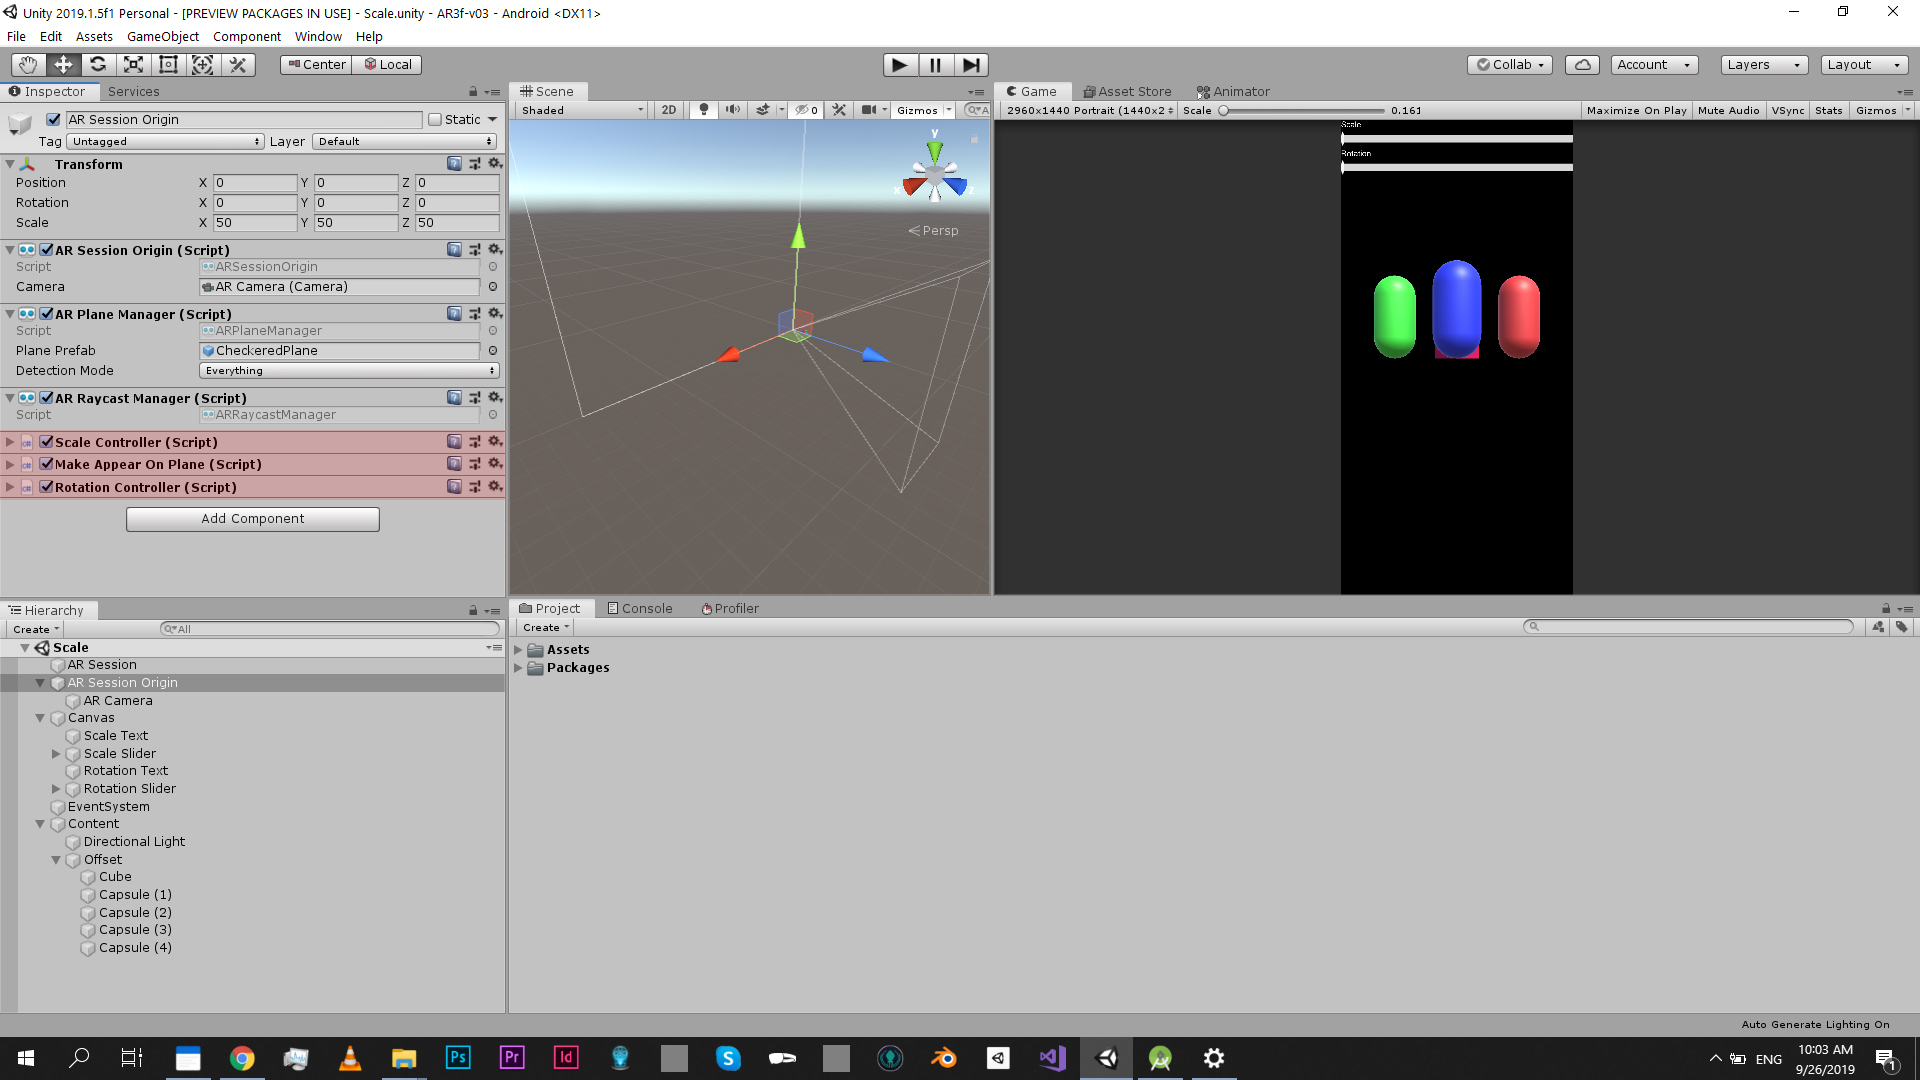 Unity 2019.1.5f1 Personal - [PREVIEW PACKAGES IN USE] - Scale.unity - AR3f-v03 - Android <DX11>
File Edit Assets GameObject Component Window Help
Center Local Collab Account Layers Layout
Inspector Services
AR Session Origin Static
Tag Untagged Layer Default
Transform
Position X 0 Y 0 Z 0
Rotation X 0 Y 0 Z 0
Scale X 50 Y 50 Z 50
AR Session Origin (Script)
Script ARSessionOrigin
Camera AR Camera (Camera)
AR Plane Manager (Script)
Script ARPlaneManager
Plane Prefab CheckeredPlane
Detection Mode Everything
AR Raycast Manager (Script)
Script ARRaycastManager
Scale Controller (Script)
Make Appear On Plane (Script)
Rotation Controller (Script)
Add Component
Scene
Shaded 2D 0 Gizmos A
y
x z
Persp
Game Asset Store Animator
2960x1440 Portrait (1440x2 Scale 0.161 Maximize On Play Mute Audio VSync Stats Gizmos
Scale
Rotation
Hierarchy
Create All
Scale
AR Session
AR Session Origin
AR Camera
Canvas
Scale Text
Scale Slider
Rotation Text
Rotation Slider
EventSystem
Content
Directional Light
Offset
Cube
Capsule (1)
Capsule (2)
Capsule (3)
Capsule (4)
Project Console Profiler
Create
Assets
Packages
Auto Generate Lighting On
Ps Pr Id S
ENG
10:03 AM
9/26/2019
1